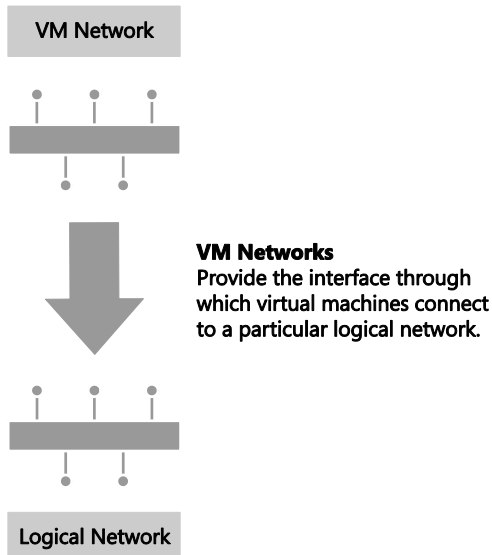 VM Network
VM Networks
Provide the interface through
which virtual machines connect
to a particular logical network.
Logical Network